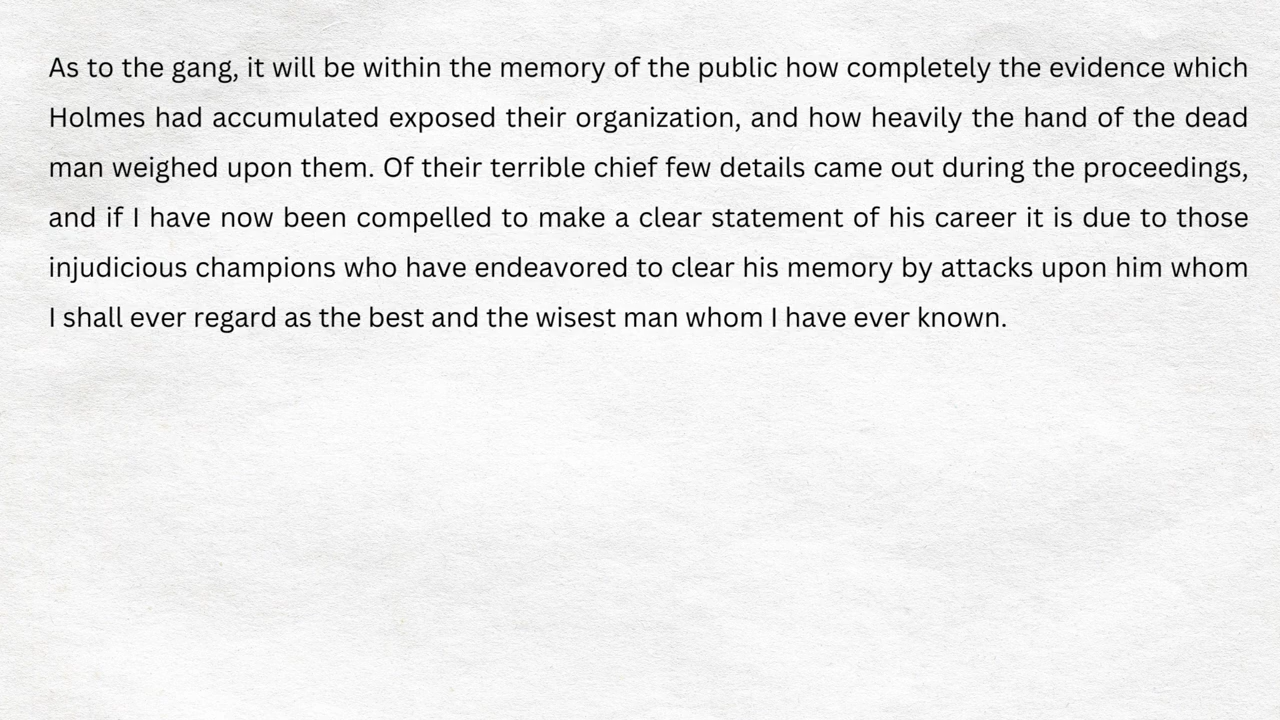 As to the gang, it will be within the memory of the public how completely the evidence which
Holmes had accumulated exposed their organization, and how heavily the hand of the dead
man weighed upon them. Of their terrible chief few details came out during the proceedings,
and if I have now been compelled to make a clear statement of his career it is due to those
injudicious champions who have endeavored to clear his memory by attacks upon him whom
I shall ever regard as the best and the wisest man whom I have ever known.